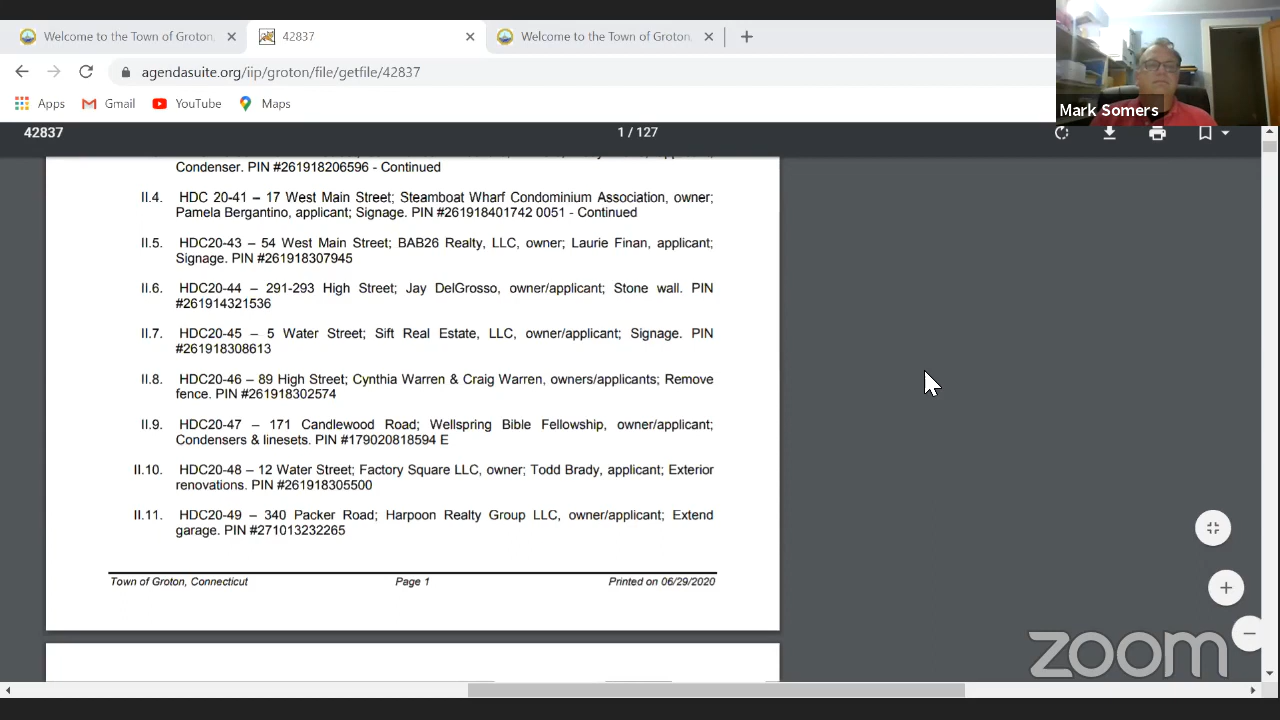 Welcome to the Town of Groton,
42837
Welcome to the Town of Groton,
agendasuite.org/iip/groton/file/getfile/42837
Apps Gmail YouTube Maps
Mark Somers
42837 1 / 127
Condenser. PIN #261918206596 - Continued
II.4. HDC 20-41 – 17 West Main Street; Steamboat Wharf Condominium Association, owner;
Pamela Bergantino, applicant; Signage. PIN #261918401742 0051 - Continued
II.5. HDC20-43 – 54 West Main Street; BAB26 Realty, LLC, owner; Laurie Finan, applicant;
Signage. PIN #261918307945
II.6. HDC20-44 – 291-293 High Street; Jay DelGrosso, owner/applicant; Stone wall. PIN
#261914321536
II.7. HDC20-45 – 5 Water Street; Sift Real Estate, LLC, owner/applicant; Signage. PIN
#261918308613
II.8. HDC20-46 – 89 High Street; Cynthia Warren & Craig Warren, owners/applicants; Remove
fence. PIN #261918302574
II.9. HDC20-47 – 171 Candlewood Road; Wellspring Bible Fellowship, owner/applicant;
Condensers & linesets. PIN #179020818594 E
II.10. HDC20-48 – 12 Water Street; Factory Square LLC, owner; Todd Brady, applicant; Exterior
renovations. PIN #261918305500
II.11. HDC20-49 – 340 Packer Road; Harpoon Realty Group LLC, owner/applicant; Extend
garage. PIN #271013232265
Town of Groton, Connecticut Page 1 Printed on 06/29/2020
zoom